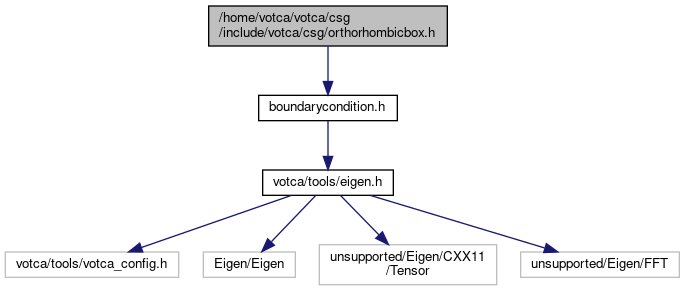 /home/votca/votca/csg
/include/votca/csg/orthorhombicbox.h
boundarycondition.h
votca/tools/eigen.h
votca/tools/votca_config.h
Eigen/Eigen
unsupported/Eigen/CXX11
/Tensor
unsupported/Eigen/FFT